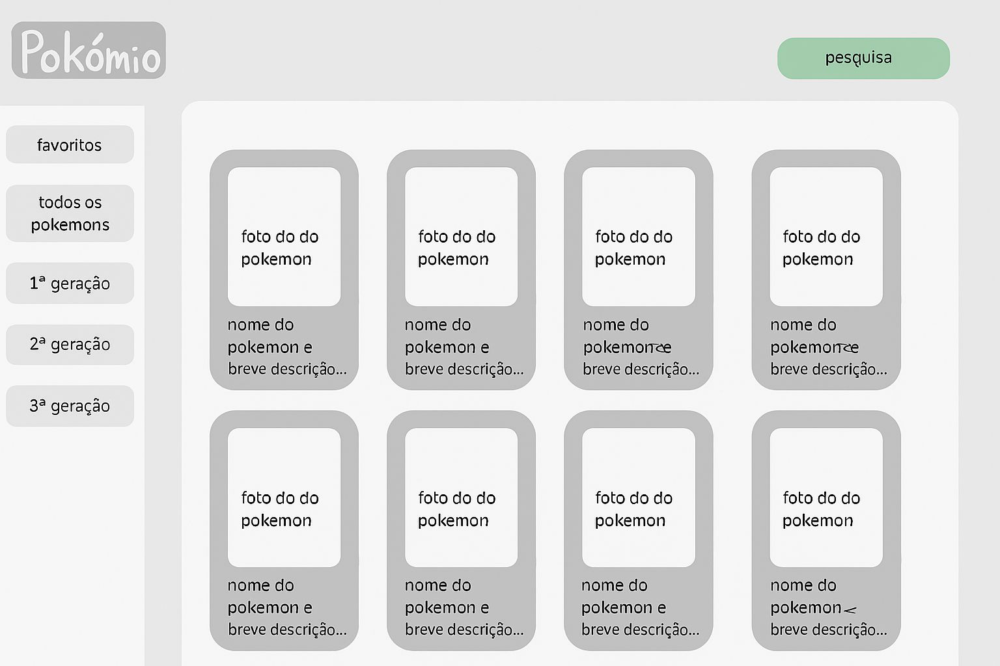 Pokómio
pesquisa
favoritos
todos os
pokemons
1ª geração
2ª geração
3ª geração
foto do do
pokemon
nome do
pokemon e
breve descrição...
foto do do
pokemon
nome do
pokemon e
breve descrição...
foto do do
pokemon
nome do
pokemon e
breve descrição...
foto do do
pokemon
nome do
pokemon e
breve descrição...
foto do do
pokemon
nome do
pokemon e
breve descrição...
foto do do
pokemon
nome do
pokemon e
breve descrição...
foto do do
pokemon
nome do
pokemon e
breve descrição...
foto do do
pokemon
nome do
pokemon
breve descrição...